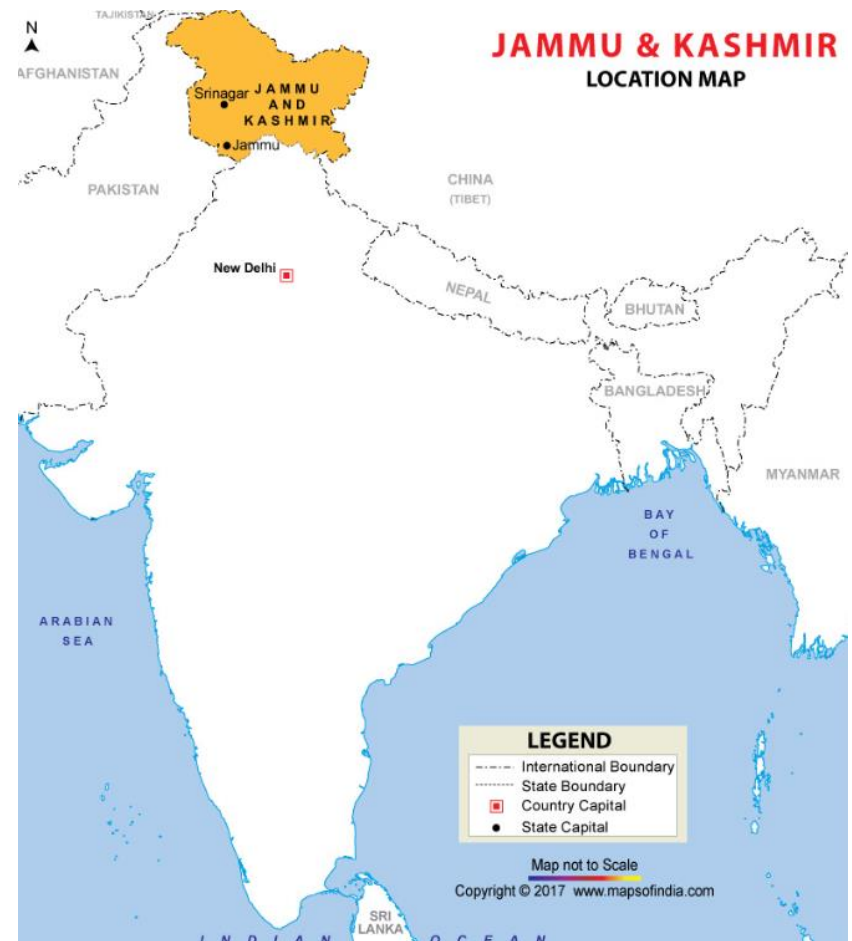 TAJIKISTAN
N
JAMMU & KASHMIR
LOCATION MAP
AFGHANISTAN
Srinagar
JAMMU
AND
KASHMIR
Jammu
PAKISTAN
CHINA
(TIBET)
New Delhi
NEPAL
BHUTAN
BANGLADESH
MYANMAR
BAY
OF
BENGAL
ARABIAN
SEA
LEGEND
International Boundary
State Boundary
Country Capital
State Capital
Map not to Scale
Copyright © 2017 www.mapsofindia.com
SRI
LANKA
INDIAN OCEAN